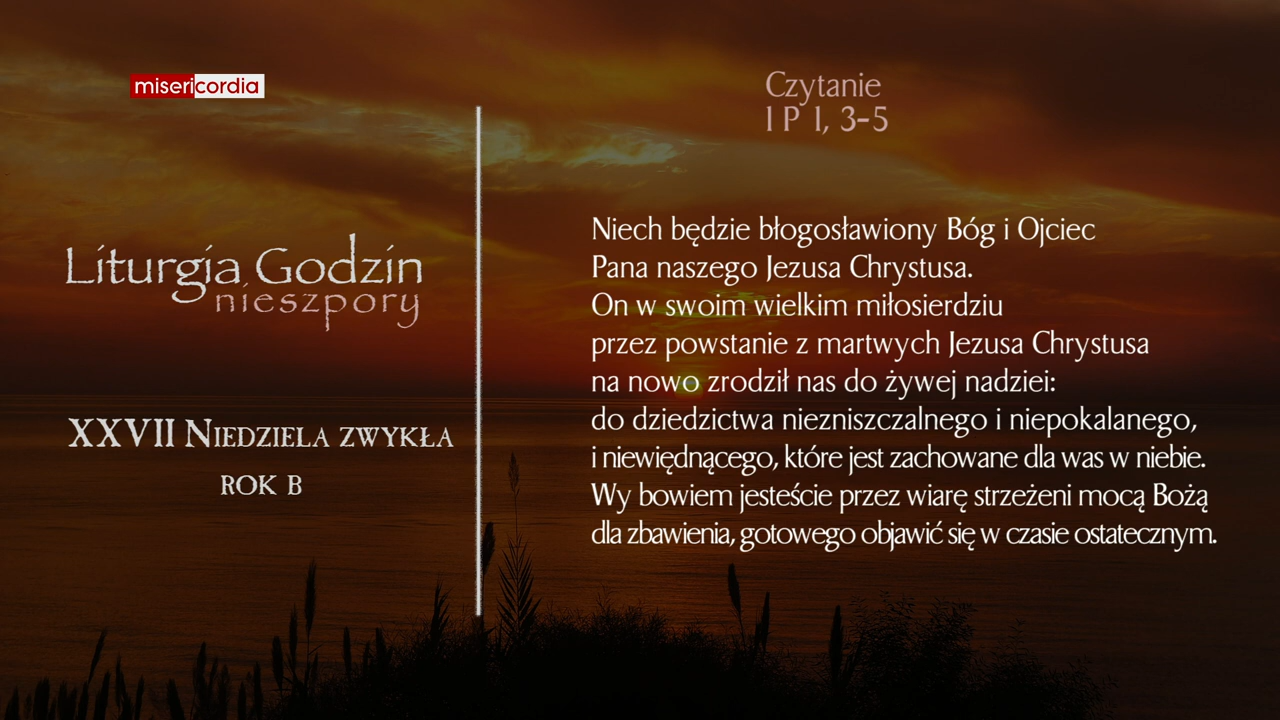 misericordia
Liturgia Godzin
nieszpory
XXVII Niedziela zwykła
rok B
Czytanie
1 P 1, 3-5
Niech będzie błogosławiony Bóg i Ojciec
Pana naszego Jezusa Chrystusa.
On w swoim wielkim miłosierdziu
przez powstanie z martwych Jezusa Chrystusa
na nowo zrodził nas do żywej nadziei:
do dziedzictwa niezniszczalnego i niepokalanego,
i niewiędnącego, które jest zachowane dla was w niebie.
Wy bowiem jesteście przez wiarę strzeżeni mocą Bożą
dla zbawienia, gotowego objawić się w czasie ostatecznym.